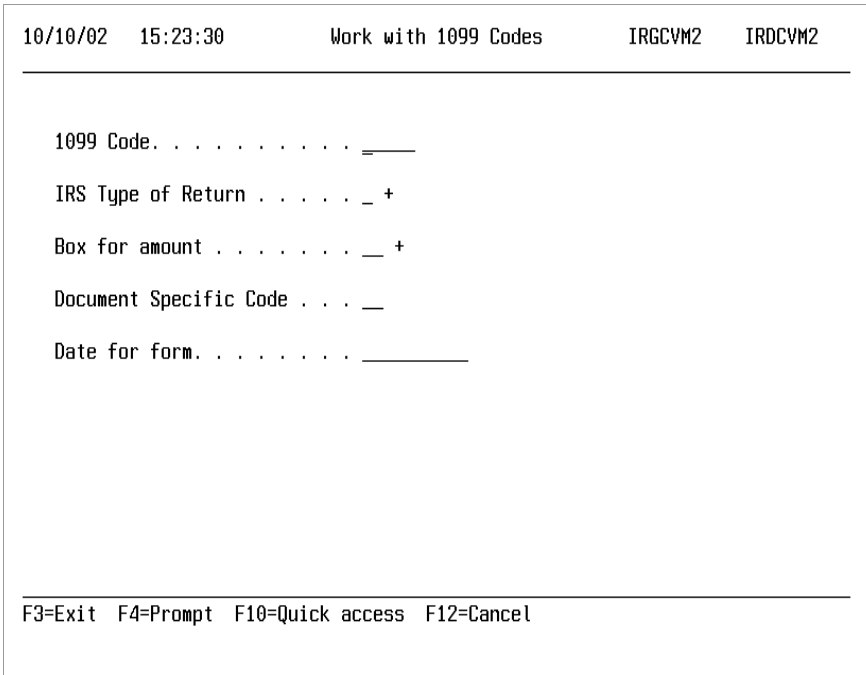 10/10/02 15:23:30 Work with 1099 Codes IRGCVM2 IRDCVM2
1099 Code. . . . . . . . . . _____
IRS Type of Return . . . . . _ +
Box for amount . . . . . . . __ +
Document Specific Code . . . __
Date for form. . . . . . . . __________
F3=Exit F4=Prompt F10=Quick access F12=Cancel